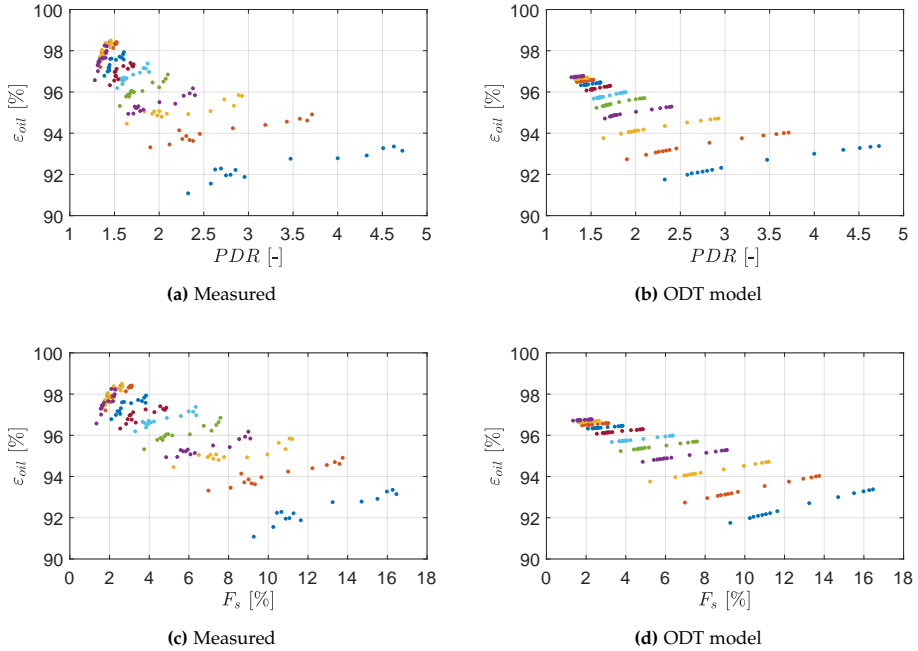 100
98
96
94
92
90
ε_oil [%]
1 1.5 2 2.5 3 3.5 4 4.5 5
PDR [-]
(a) Measured
100
98
96
94
92
90
ε_oil [%]
1 1.5 2 2.5 3 3.5 4 4.5 5
PDR [-]
(b) ODT model
100
98
96
94
92
90
ε_oil [%]
0 2 4 6 8 10 12 14 16 18
F_s [%]
(c) Measured
100
98
96
94
92
90
ε_oil [%]
0 2 4 6 8 10 12 14 16 18
F_s [%]
(d) ODT model